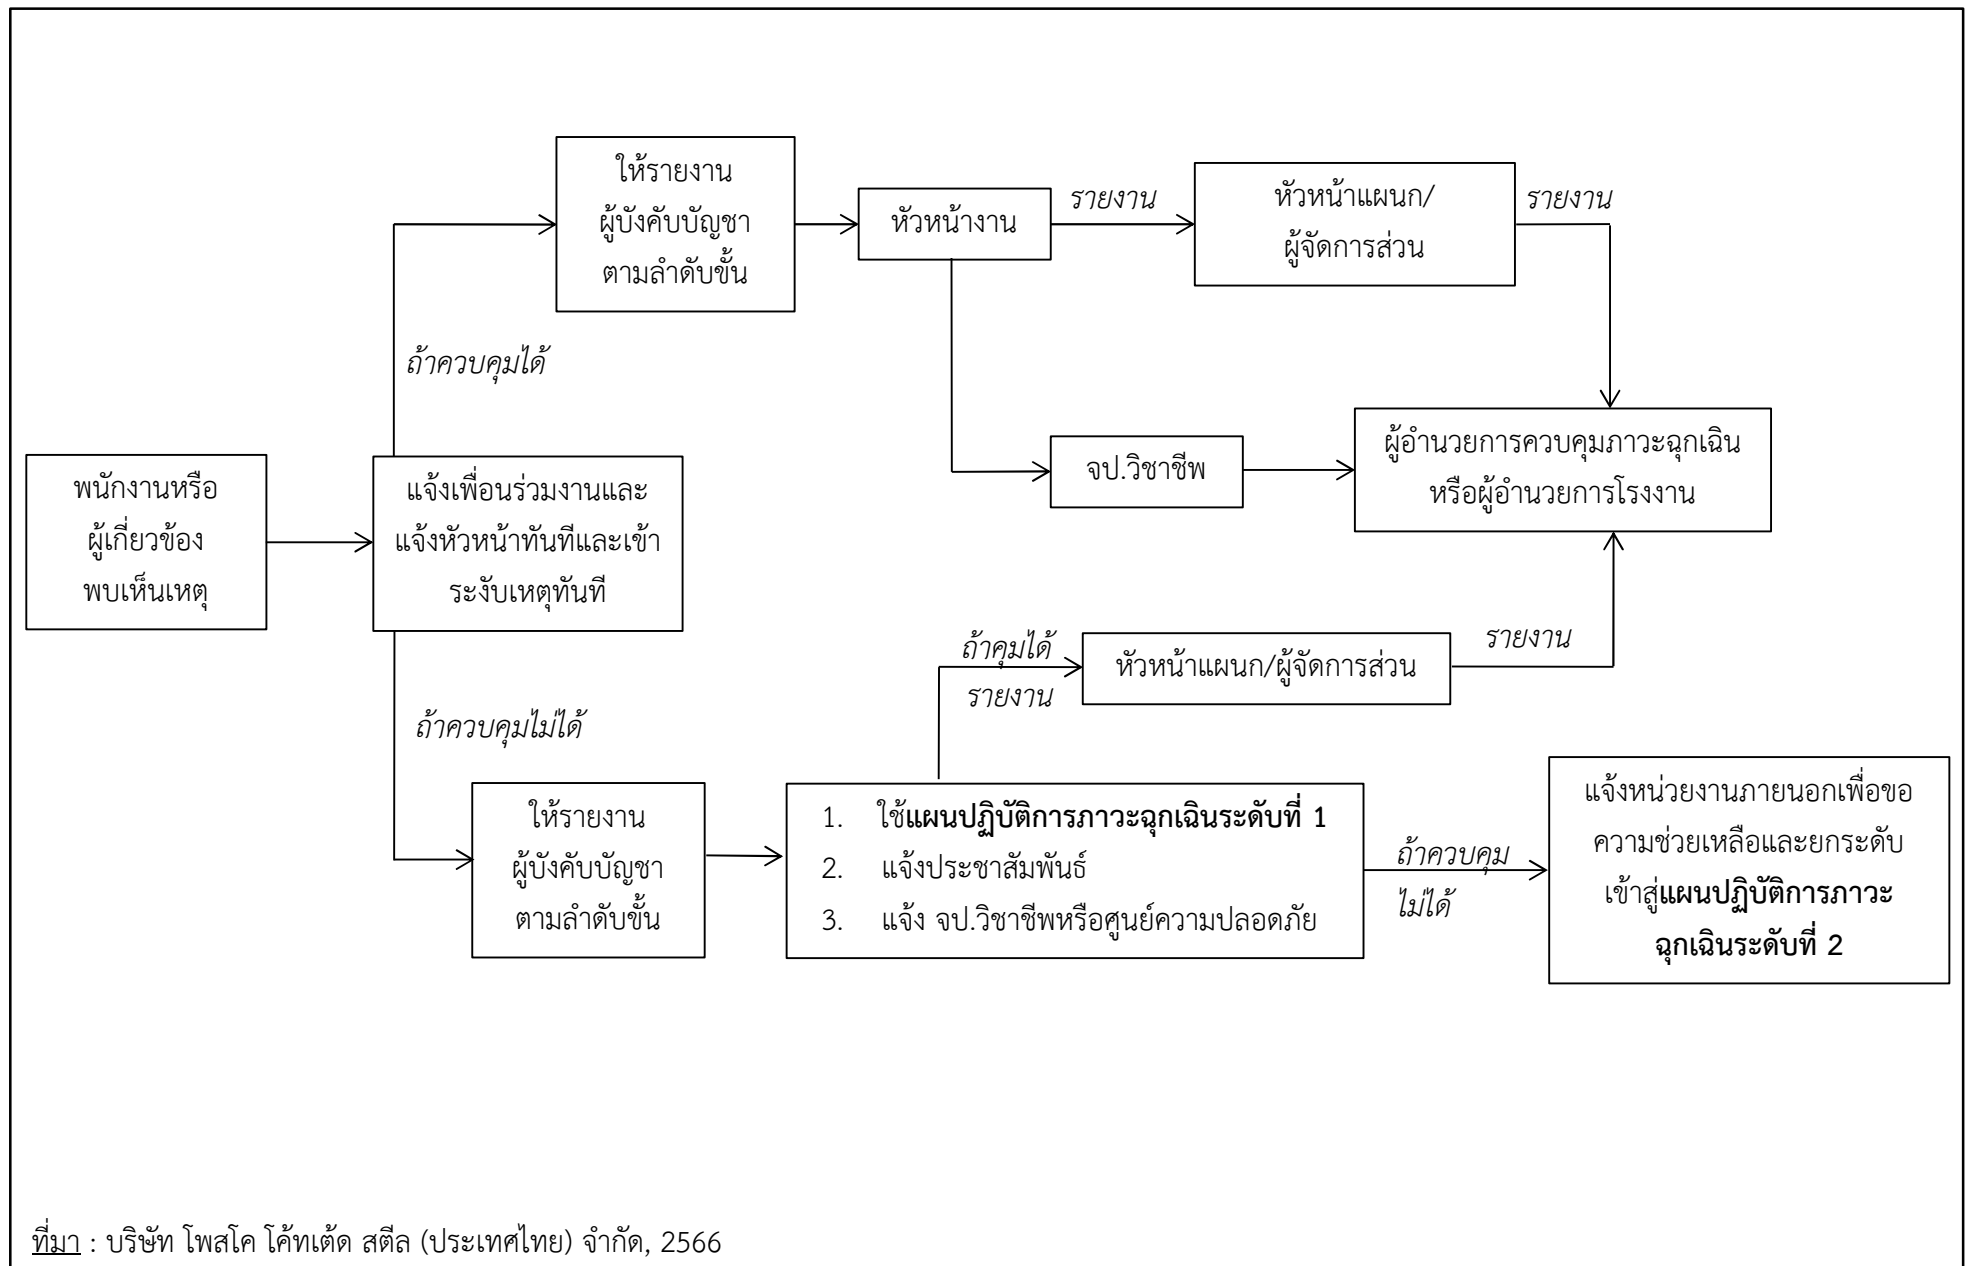 ให้รายงาน
ผู้บังคับบัญชา
ตามลำดับขั้น
หัวหน้างาน
รายงาน
หัวหน้าแผนก/
ผู้จัดการส่วน
รายงาน
ถ้าควบคุมได้
พนักงานหรือ
ผู้เกี่ยวข้อง
พบเห็นเหตุ
แจ้งเพื่อนร่วมงานและ
แจ้งหัวหน้าทันทีและเข้า
ระงับเหตุทันที
จป.วิชาชีพ
ผู้อำนวยการควบคุมภาวะฉุกเฉิน
หรือผู้อำนวยการโรงงาน
ถ้าคุมได้
รายงาน
หัวหน้าแผนก/ผู้จัดการส่วน
รายงาน
ถ้าควบคุมไม่ได้
ให้รายงาน
ผู้บังคับบัญชา
ตามลำดับขั้น
1. ใช้แผนปฏิบัติการภาวะฉุกเฉินระดับที่ 1
2. แจ้งประชาสัมพันธ์
3. แจ้ง จป.วิชาชีพหรือศูนย์ความปลอดภัย
ถ้าควบคุม
ไม่ได้
แจ้งหน่วยงานภายนอกเพื่อขอ
ความช่วยเหลือและยกระดับ
เข้าสู่แผนปฏิบัติการภาวะ
ฉุกเฉินระดับที่ 2
ที่มา : บริษัท โพสโค โค้ทเต้ด สตีล (ประเทศไทย) จำกัด, 2566